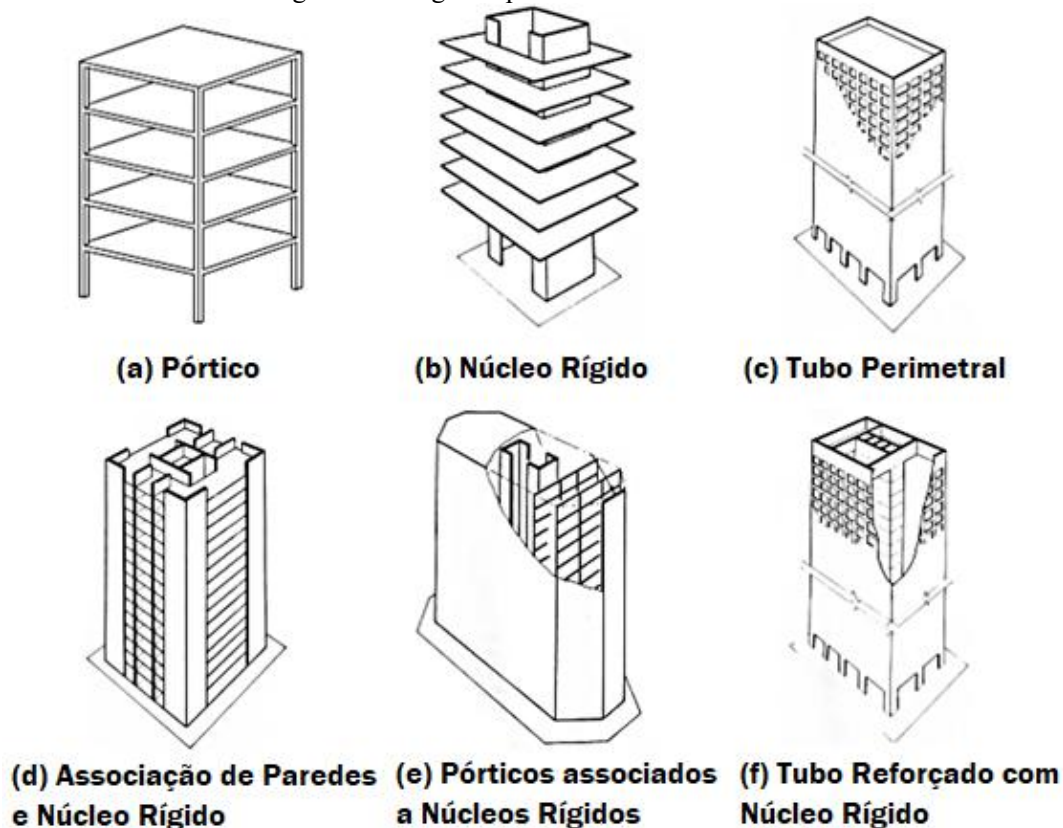 (a) Pórtico
(b) Núcleo Rígido
(c) Tubo Perimetral
(d) Associação de Paredes
e Núcleo Rígido
(e) Pórticos associados
a Núcleos Rígidos
(f) Tubo Reforçado com
Núcleo Rígido